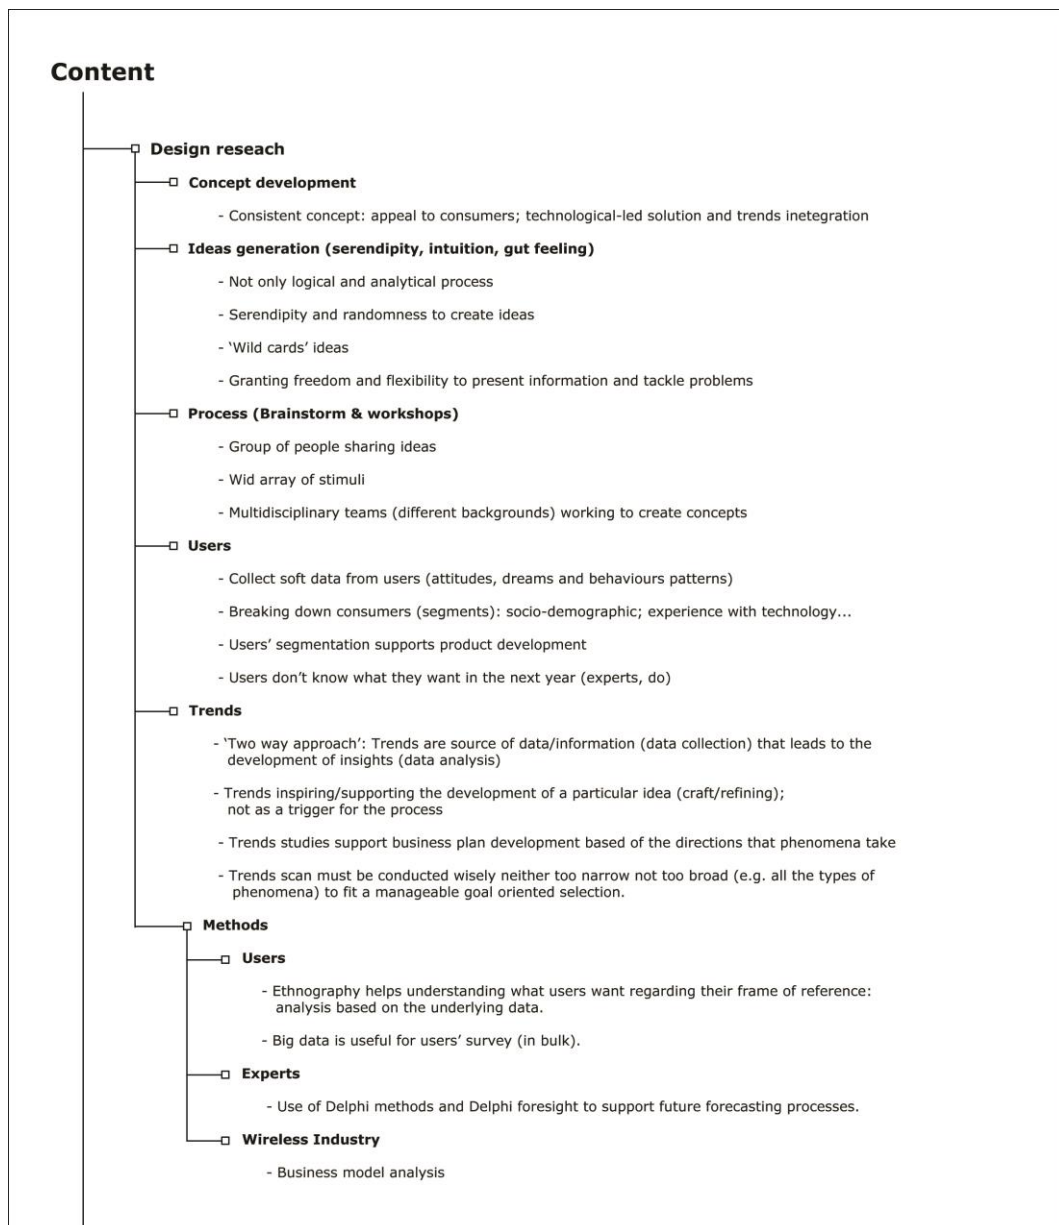 Content
Design reseach
Concept development
- Consistent concept: appeal to consumers; technological-led solution and trends inetegration
Ideas generation (serendipity, intuition, gut feeling)
- Not only logical and analytical process
- Serendipity and randomness to create ideas
- ‘Wild cards’ ideas
- Granting freedom and flexibility to present information and tackle problems
Process (Brainstorm & workshops)
- Group of people sharing ideas
- Wid array of stimuli
- Multidisciplinary teams (different backgrounds) working to create concepts
Users
- Collect soft data from users (attitudes, dreams and behaviours patterns)
- Breaking down consumers (segments): socio-demographic; experience with technology...
- Users’ segmentation supports product development
- Users don’t know what they want in the next year (experts, do)
Trends
- ‘Two way approach’: Trends are source of data/information (data collection) that leads to the
development of insights (data analysis)
- Trends inspiring/supporting the development of a particular idea (craft/refining);
not as a trigger for the process
- Trends studies support business plan development based of the directions that phenomena take
- Trends scan must be conducted wisely neither too narrow not too broad (e.g. all the types of
phenomena) to fit a manageable goal oriented selection.
Methods
Users
- Ethnography helps understanding what users want regarding their frame of reference:
analysis based on the underlying data.
- Big data is useful for users’ survey (in bulk).
Experts
- Use of Delphi methods and Delphi foresight to support future forecasting processes.
Wireless Industry
- Business model analysis